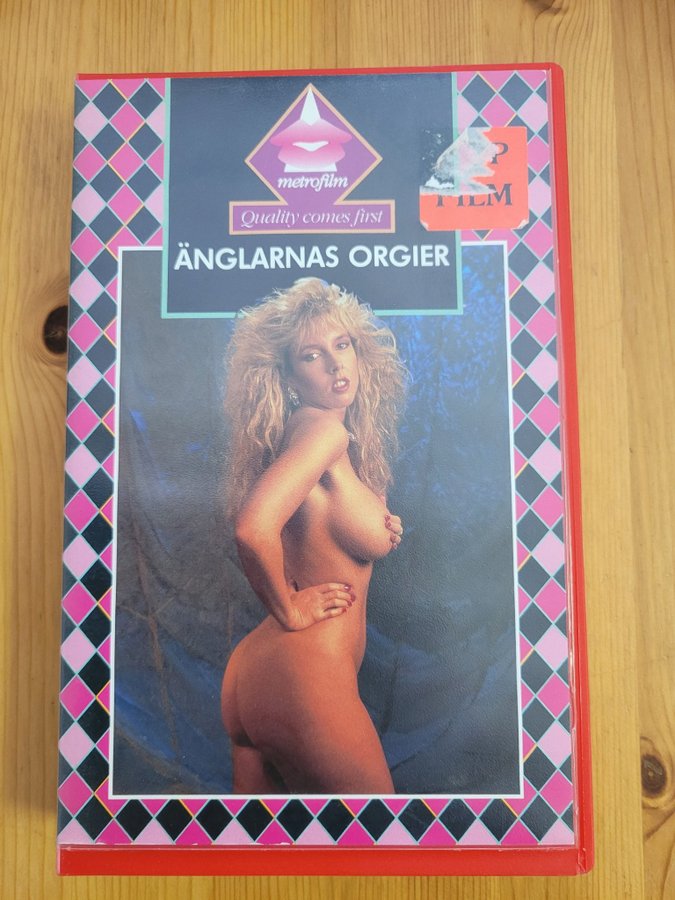 metrofilm
Quality comes first
FILM
ÄNGLARNAS ORGIER